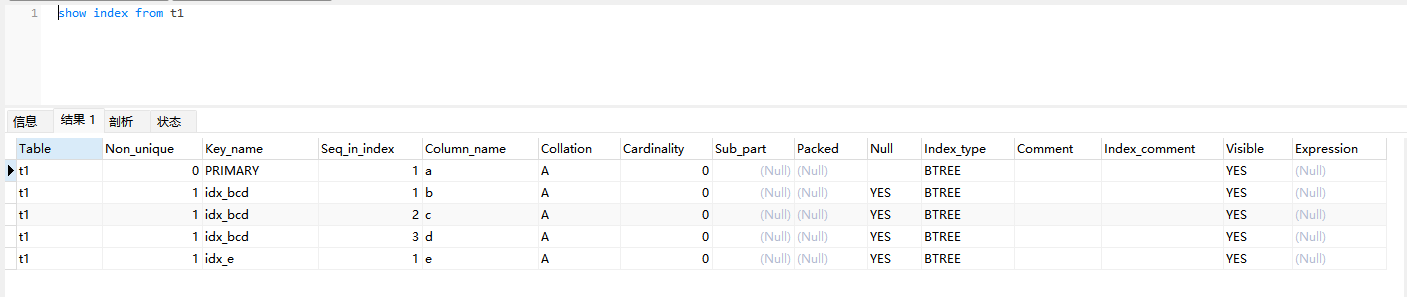 1 show index from t1
信息 结果 1 剖析 状态
Table Non_unique Key_name Seq_in_index Column_name Collation Cardinality Sub_part Packed Null Index_type Comment Index_comment Visible Expression
t1 0 PRIMARY 1 a A 0 (Null) (Null) BTREE YES (Null)
t1 1 idx_bcd 1 b A 0 (Null) (Null) YES BTREE YES (Null)
t1 1 idx_bcd 2 c A 0 (Null) (Null) YES BTREE YES (Null)
t1 1 idx_bcd 3 d A 0 (Null) (Null) YES BTREE YES (Null)
t1 1 idx_e 1 e A 0 (Null) (Null) YES BTREE YES (Null)